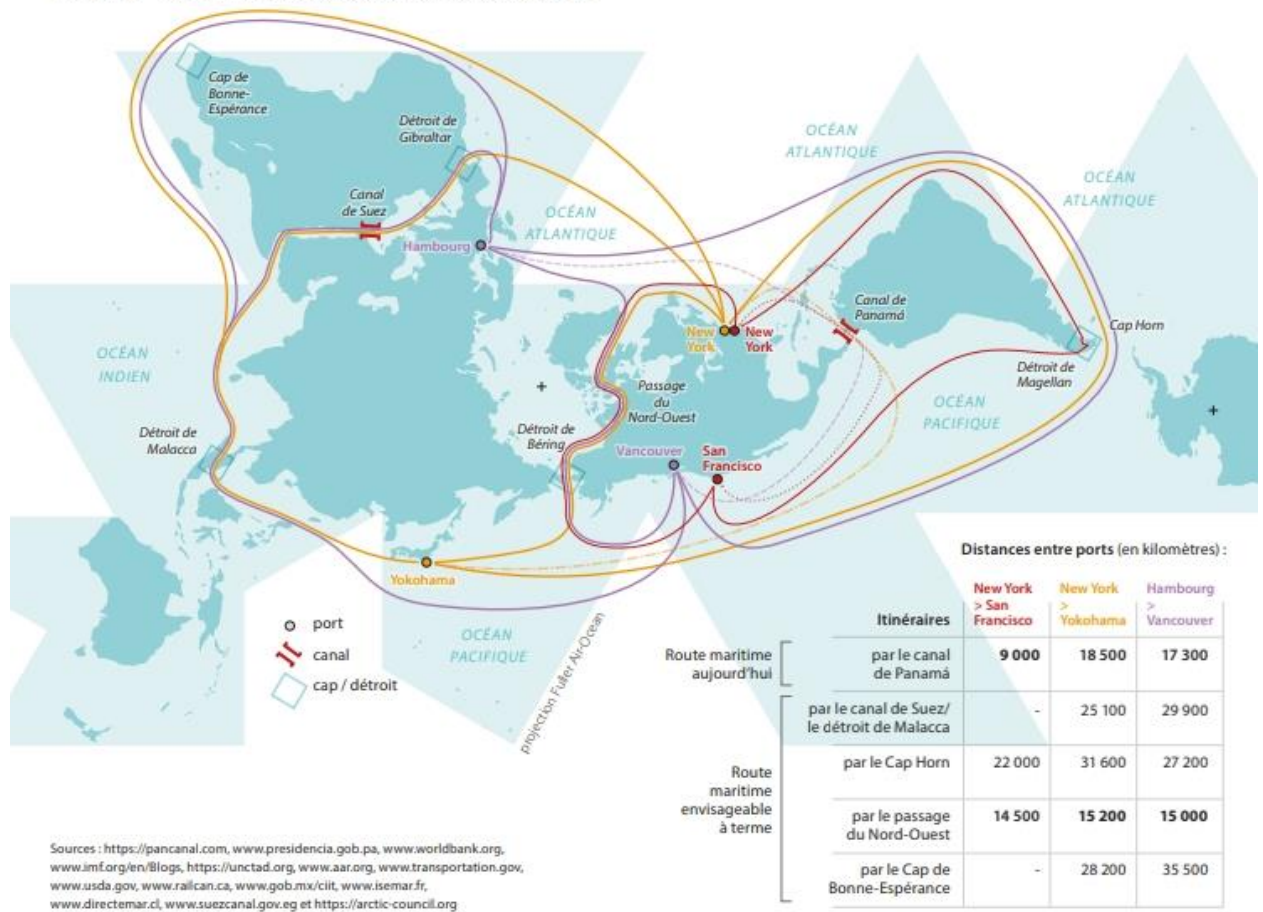 Cap de
Bonne-
Espérance
Détroit de
Gibraltar
Canal
de Suez
Hambourg
OCÉAN
ATLANTIQUE
OCÉAN
ATLANTIQUE
OCÉAN
ATLANTIQUE
New
York
New
York
Canal de
Panamá
Cap Horn
Détroit de
Magellan
OCÉAN
INDIEN
Passage
du
Nord-Ouest
OCÉAN
PACIFIQUE
Détroit de
Malacca
Détroit de
Béring
Vancouver
San
Francisco
Yokohama
port
canal
cap / détroit
OCÉAN
PACIFIQUE
projection Fuller Air-Ocean
Distances entre ports (en kilomètres) :
Itinéraires
New York
> San
Francisco
New York
>
Yokohama
Hambourg
>
Vancouver
Route maritime
aujourd'hui
par le canal
de Panamá
9 000
18 500
17 300
Route
maritime
envisageable
à terme
par le canal de Suez/
le détroit de Malacca
-
25 100
29 900
par le Cap Horn
22 000
31 600
27 200
par le passage
du Nord-Ouest
14 500
15 200
15 000
par le Cap de
Bonne-Espérance
-
28 200
35 500
Sources : https://pancanal.com, www.presidencia.gob.pa, www.worldbank.org,
www.imf.org/en/Blogs, https://unctad.org, www.aar.org, www.transportation.gov,
www.usda.gov, www.railcan.ca, www.gob.mx/ciit, www.isemar.fr,
www.directemar.cl, www.suezcanal.gov.eg et https://arctic-council.org